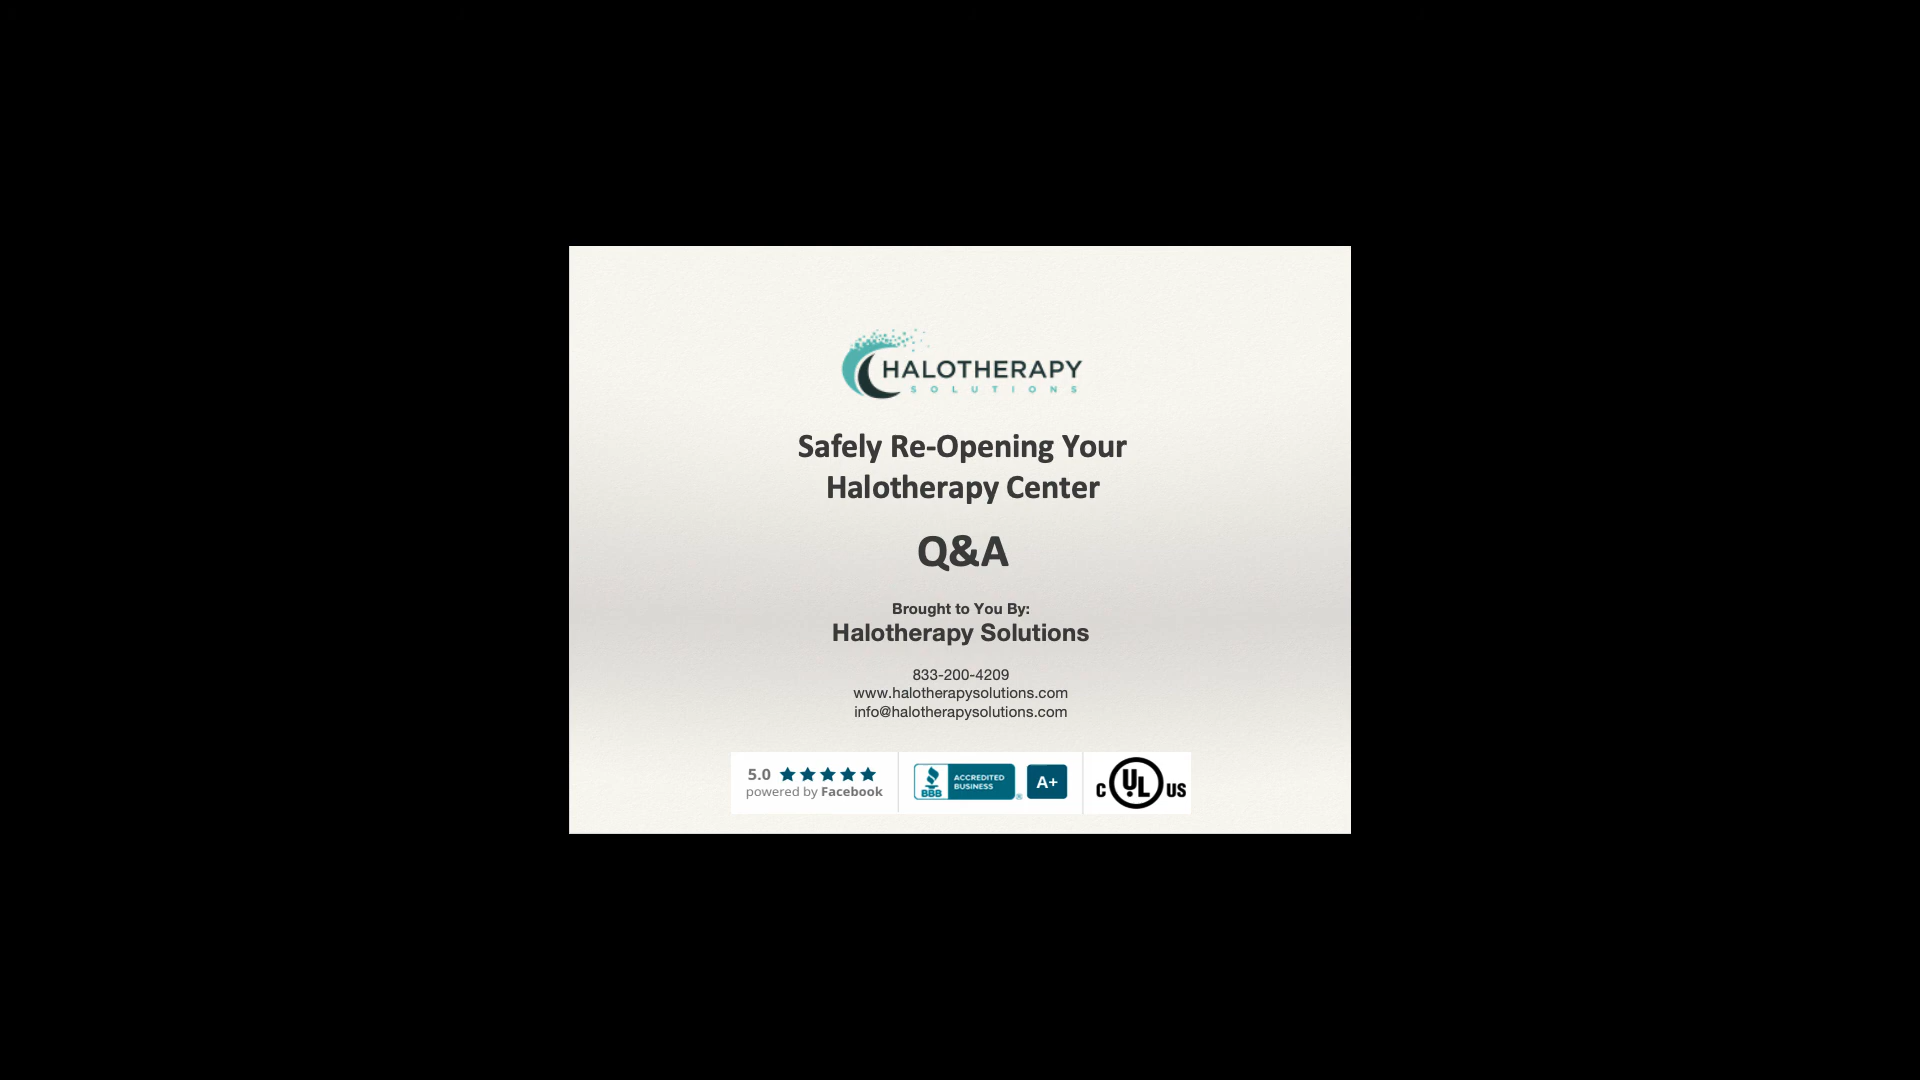 HALOTHERAPY
SOLUTIONS
Safely Re-Opening Your
Halotherapy Center
Q&A
Brought to You By:
Halotherapy Solutions
833-200-4209
www.halotherapysolutions.com
info@halotherapysolutions.com
5.0
powered by Facebook
BBB
ACCREDITED
BUSINESS
®
A+
C UL US